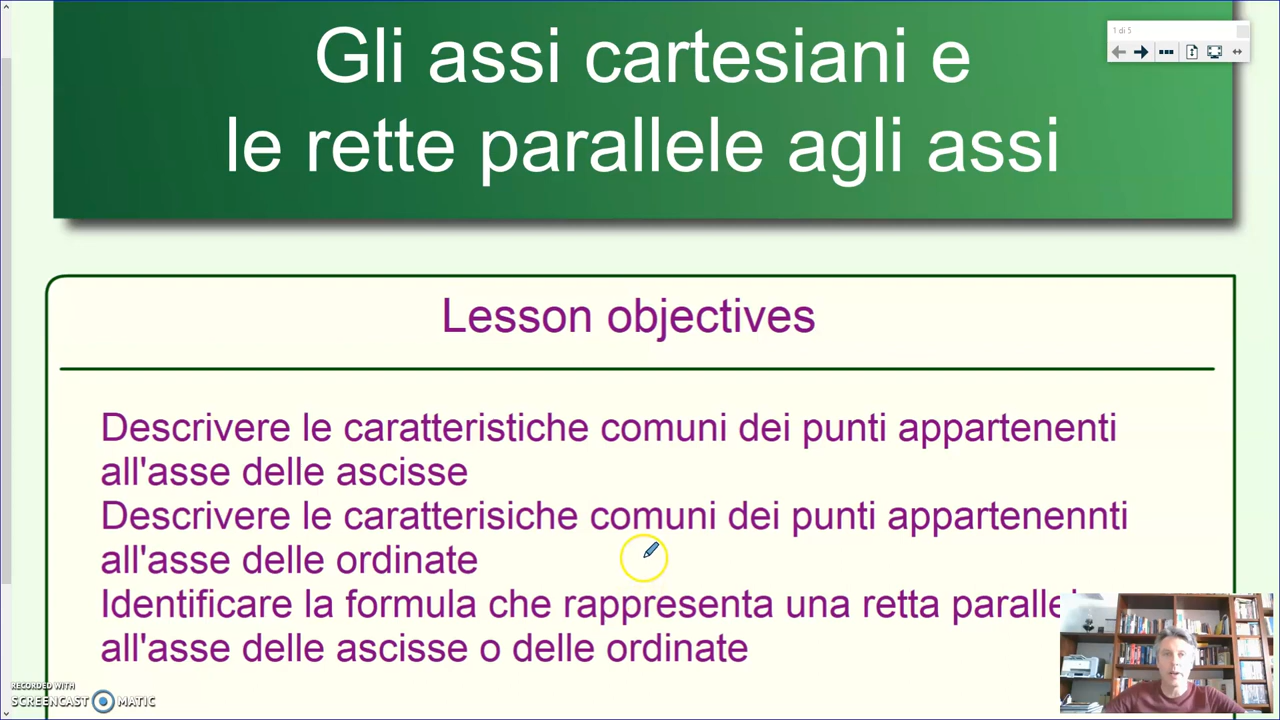 Gli assi cartesiani e
le rette parallele agli assi
1 di 5
Lesson objectives
Descrivere le caratteristiche comuni dei punti appartenenti
all'asse delle ascisse
Descrivere le caratterisiche comuni dei punti appartenennti
all'asse delle ordinate
Identificare la formula che rappresenta una retta
all'asse delle ascisse o delle ordinate
RECORDED WITH
SCREENCAST MATIC